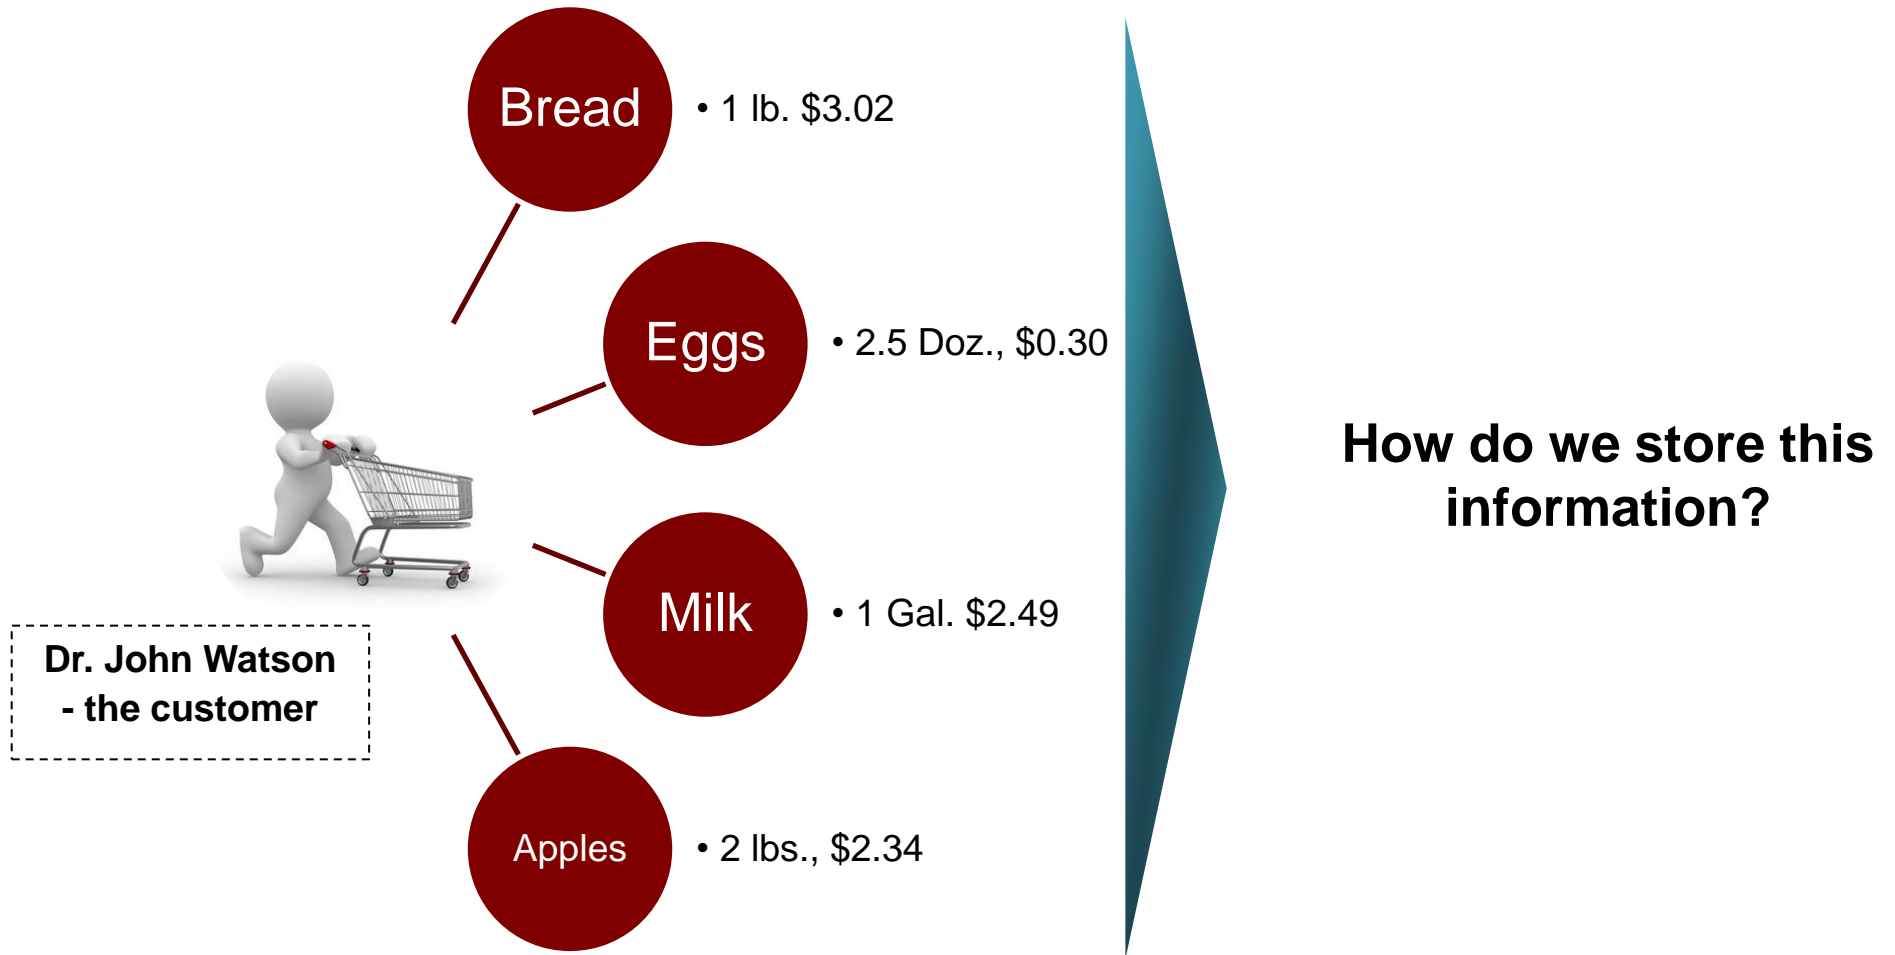 Bread
• 1 lb. $3.02
Eggs
• 2.5 Doz., $0.30
Milk
• 1 Gal. $2.49
Apples
• 2 lbs., $2.34
Dr. John Watson
- the customer
How do we store this
information?